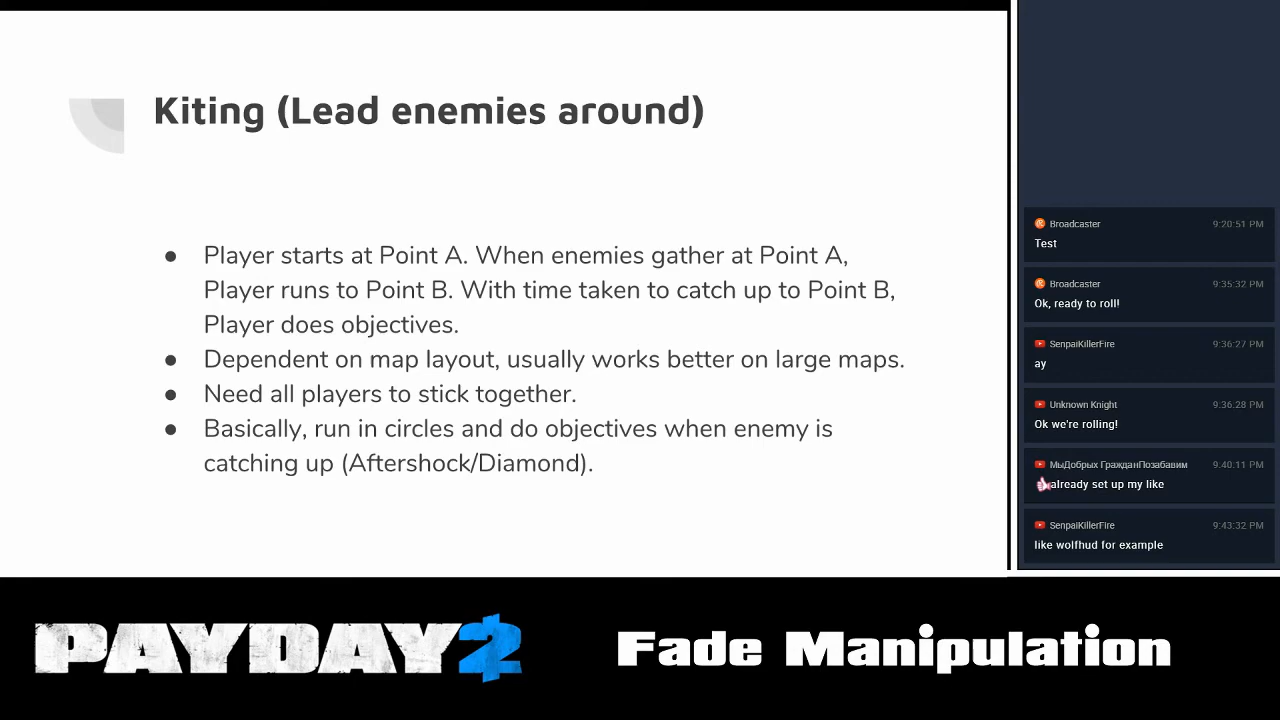 Kiting (Lead enemies around)
● Player starts at Point A. When enemies gather at Point A,
Player runs to Point B. With time taken to catch up to Point B,
Player does objectives.
● Dependent on map layout, usually works better on large maps.
● Need all players to stick together.
● Basically, run in circles and do objectives when enemy is
catching up (Aftershock/Diamond).
Broadcaster 9:20:51 PM
Test
Broadcaster 9:35:32 PM
Ok, ready to roll!
SenpaiKillerFire 9:36:27 PM
ay
Unknown Knight 9:36:28 PM
Ok we're rolling!
МыДобрых ГражданПозабавим 9:40:11 PM
already set up my like
SenpaiKillerFire 9:43:32 PM
like wolfhud for example
PAYDAY 2
Fade Manipulation